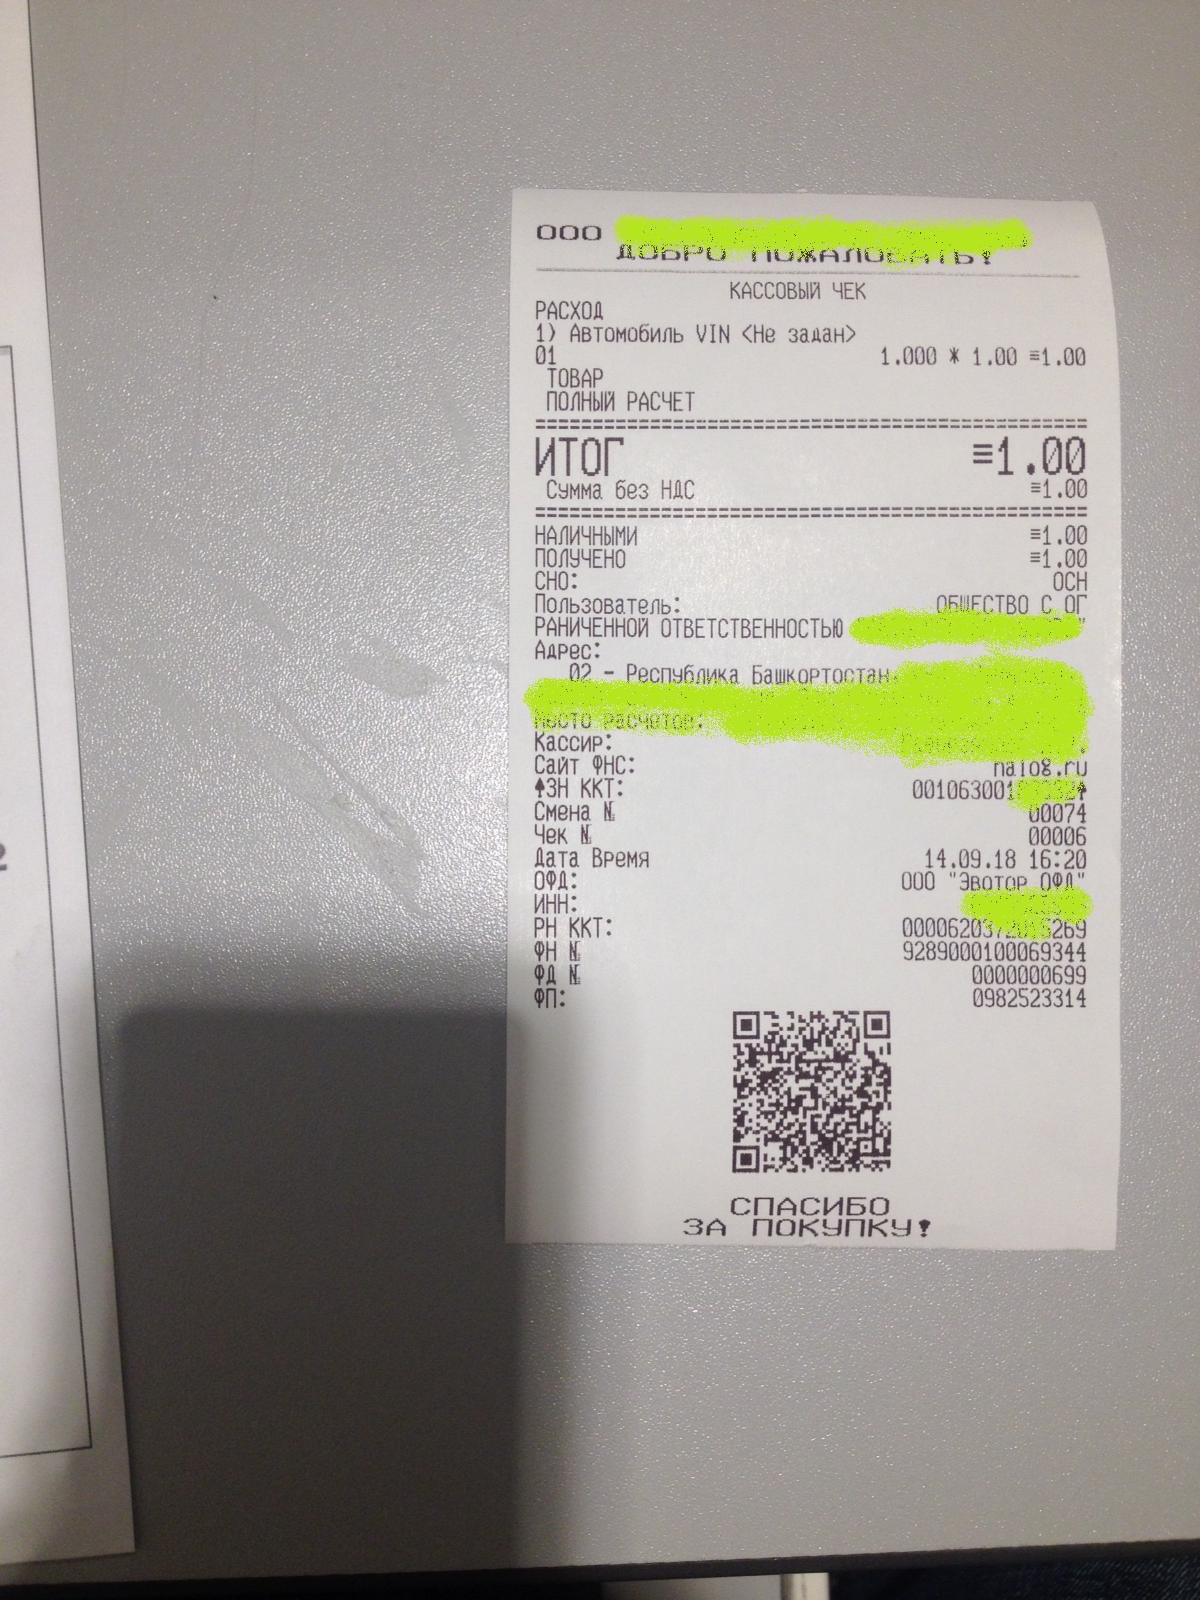 ООО
ДОБРО ПОЖАЛОВАТЬ!
КАССОВЫЙ ЧЕК
РАСХОД
1) Автомобиль VIN <Не задан>
01 1.000 * 1.00 ≡1.00
ТОВАР
ПОЛНЫЙ РАСЧЕТ
ИТОГ ≡1.00
Сумма без НДС ≡1.00
НАЛИЧНЫМИ ≡1.00
ПОЛУЧЕНО ≡1.00
СНО: ОСН
Пользователь: ОБЩЕСТВО С ОГ
РАНИЧЕННОЙ ОТВЕТСТВЕННОСТЬЮ
Адрес:
02 - Республика Башкортостан
Место расчетов:
Кассир:
Сайт ФНС: nalog.ru
ЗН ККТ:
Смена № 00074
Чек № 00006
Дата Время 14.09.18 16:20
ОФД: ООО "Эвотор ОФД"
ИНН:
РН ККТ:
ФН № 9289000100069344
ФД № 0000000699
ФП: 0982523314
СПАСИБО
ЗА ПОКУПКУ!
2